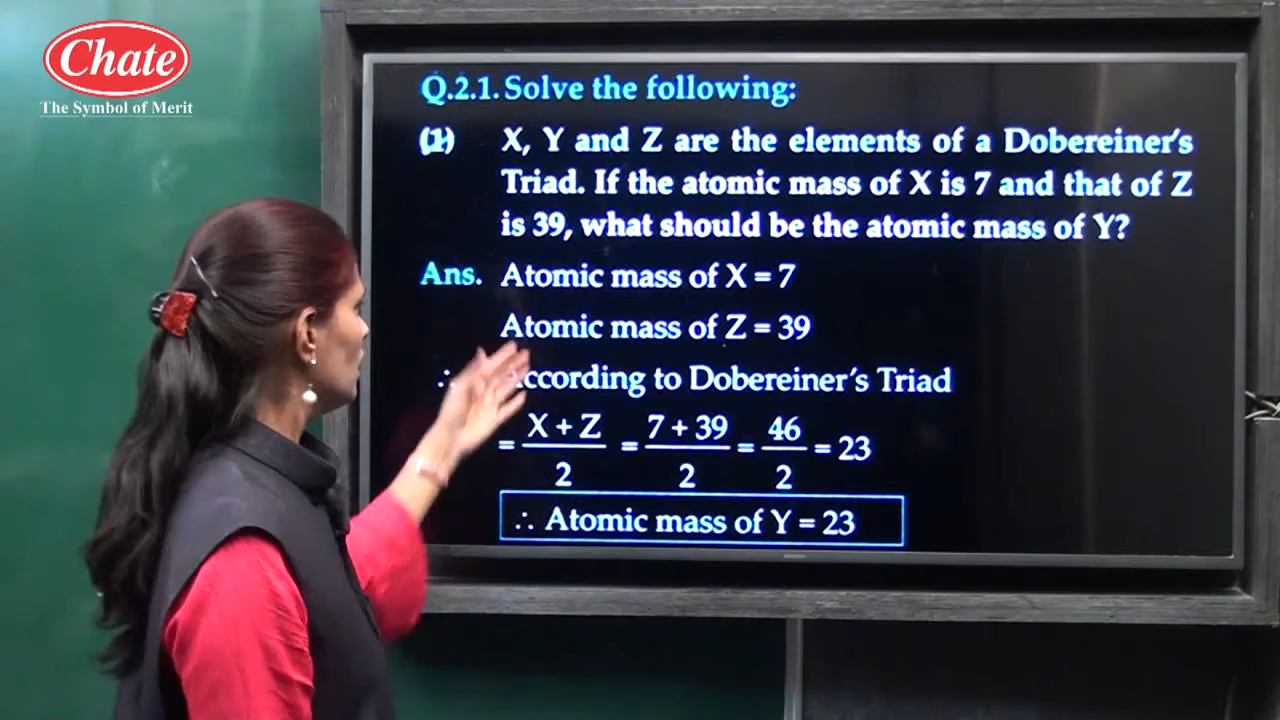 Chate
The Symbol of Merit
Q.2.1. Solve the following:
X, Y and Z are the elements of a Dobereiner's
Triad. If the atomic mass of X is 7 and that of Z
is 39, what should be the atomic mass of Y?
Ans. Atomic mass of X = 7
Atomic mass of Z = 39
∴ According to Dobereiner's Triad
= X + Z / 2 = 7 + 39 / 2 = 46 / 2 = 23
∴ Atomic mass of Y = 23